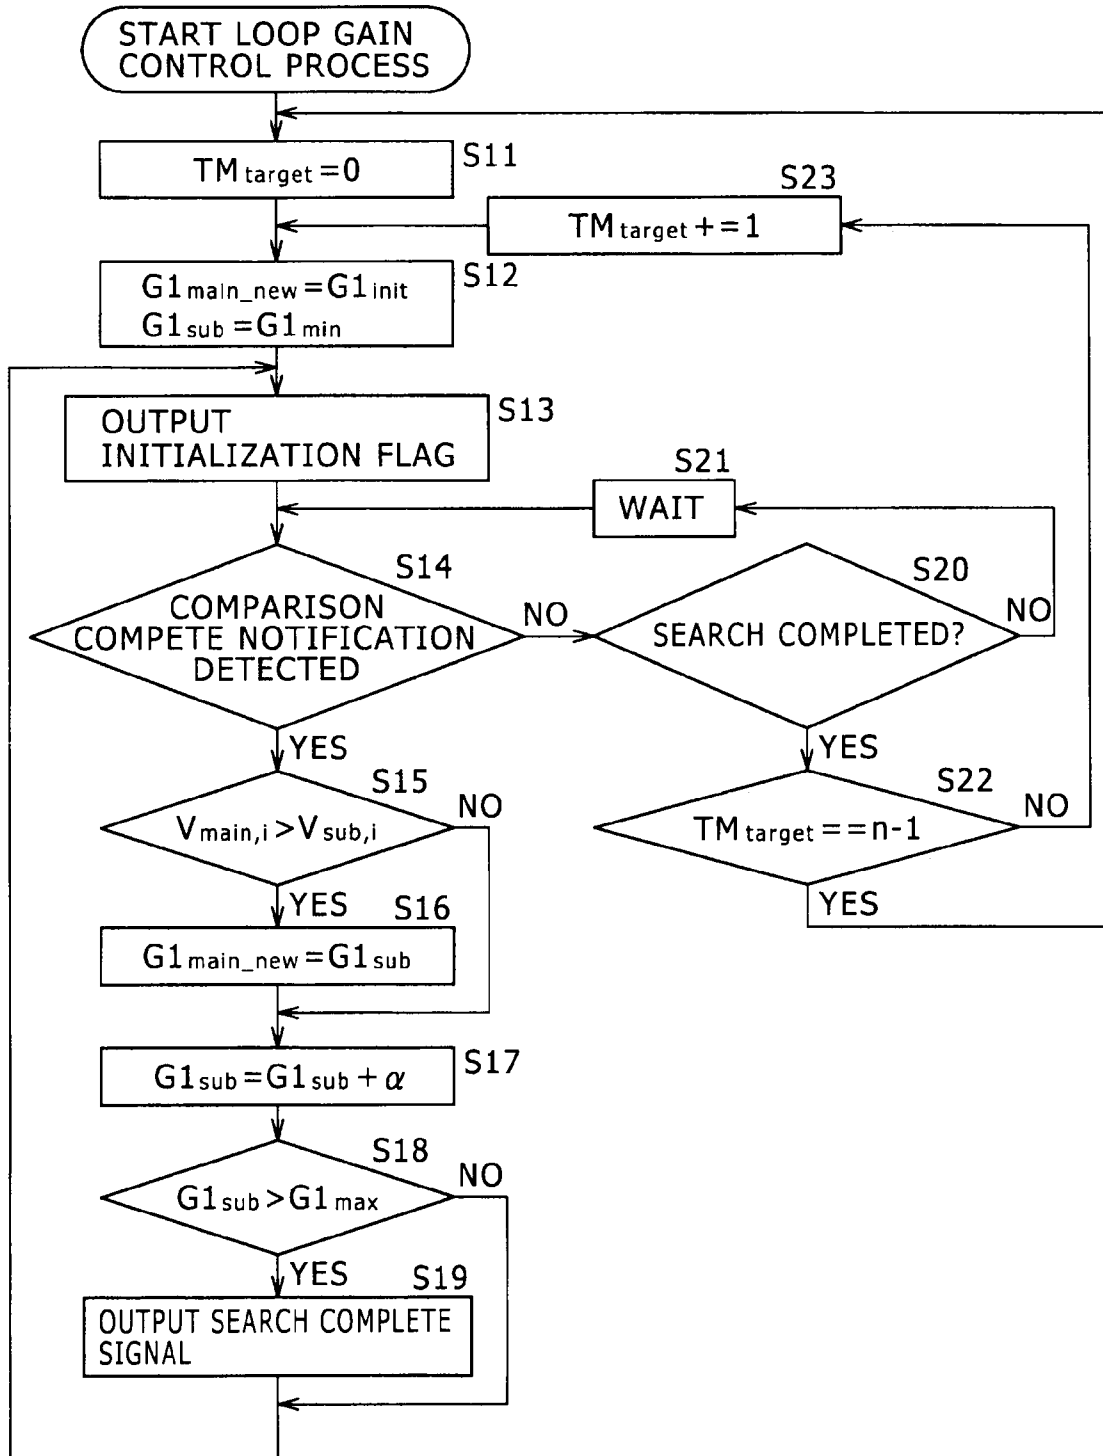 START LOOP GAIN
CONTROL PROCESS
TMtarget=0
S11
S23
TMtarget+=1
S12
G1main_new=G1init
G1sub=G1min
S13
OUTPUT
INITIALIZATION FLAG
S21
WAIT
S14
COMPARISON
COMPETE NOTIFICATION
DETECTED
NO
S20
SEARCH COMPLETED?
NO
YES
YES
S15
Vmain,i>Vsub,i
NO
S22
TMtarget==n-1
NO
YES
YES
S16
G1main_new=G1sub
S17
G1sub=G1sub+α
S18
G1sub>G1max
NO
YES
S19
OUTPUT SEARCH COMPLETE
SIGNAL